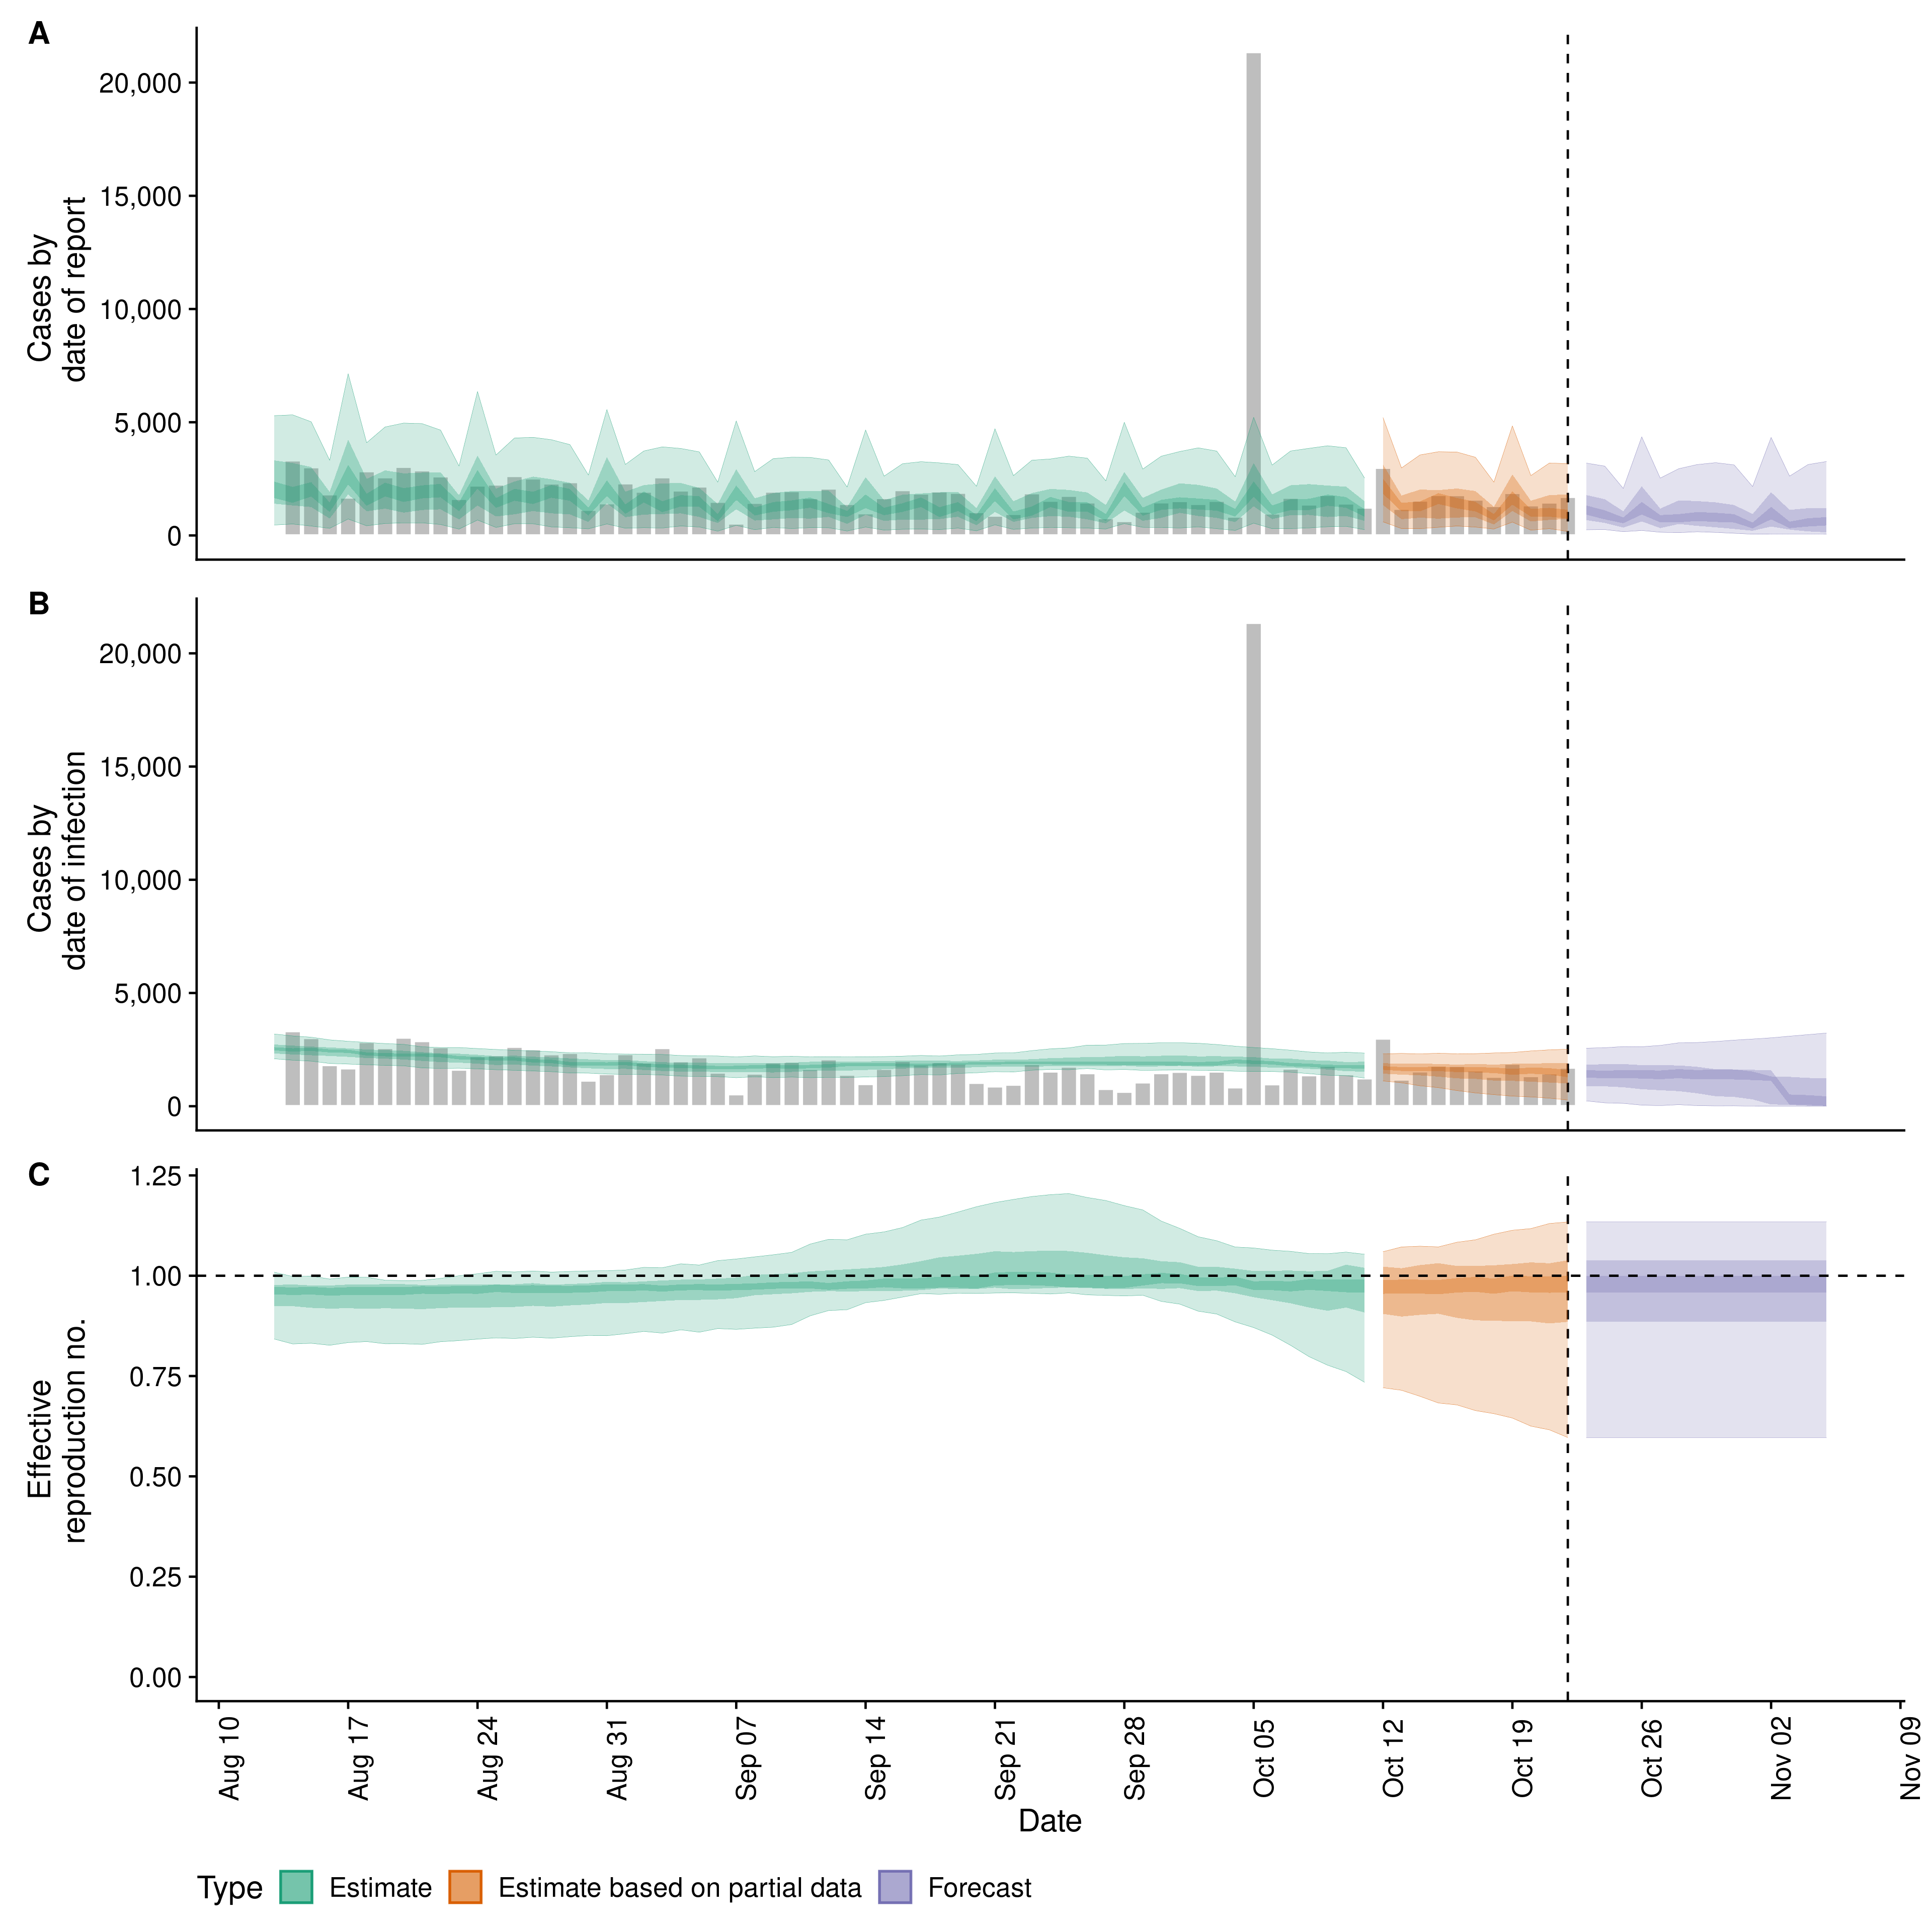 A
20,000
15,000
10,000
5,000
0
Cases by
date of report
B
20,000
15,000
10,000
5,000
0
Cases by
date of infection
C
1.25
1.00
0.75
0.50
0.25
0.00
Effective
reproduction no.
Aug 10
Aug 17
Aug 24
Aug 31
Sep 07
Sep 14
Sep 21
Sep 28
Oct 05
Oct 12
Oct 19
Oct 26
Nov 02
Nov 09
Date
Type Estimate Estimate based on partial data Forecast